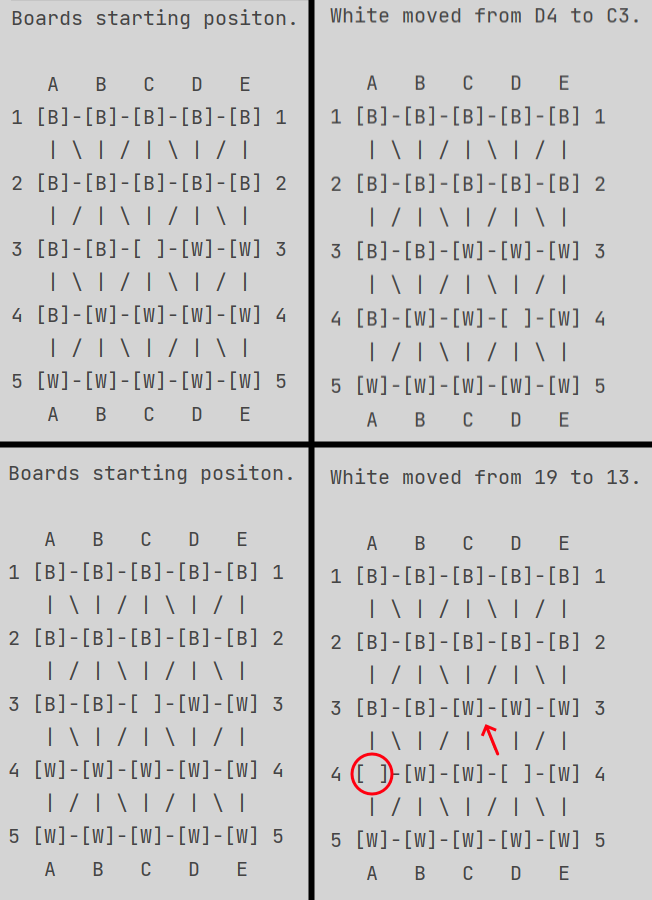 Boards starting positon.
A B C D E
1 [B]-[B]-[B]-[B]-[B] 1
| \ | / | \ | / |
2 [B]-[B]-[B]-[B]-[B] 2
| / | \ | / | \ |
3 [B]-[B]-[ ]-[W]-[W] 3
| \ | / | \ | / |
4 [B]-[W]-[W]-[W]-[W] 4
| / | \ | / | \ |
5 [W]-[W]-[W]-[W]-[W] 5
A B C D E
White moved from D4 to C3.
A B C D E
1 [B]-[B]-[B]-[B]-[B] 1
| \ | / | \ | / |
2 [B]-[B]-[B]-[B]-[B] 2
| / | \ | / | \ |
3 [B]-[B]-[W]-[W]-[W] 3
| \ | / | \ | / |
4 [B]-[W]-[W]-[ ]-[W] 4
| / | \ | / | \ |
5 [W]-[W]-[W]-[W]-[W] 5
A B C D E
Boards starting positon.
A B C D E
1 [B]-[B]-[B]-[B]-[B] 1
| \ | / | \ | / |
2 [B]-[B]-[B]-[B]-[B] 2
| / | \ | / | \ |
3 [B]-[B]-[ ]-[W]-[W] 3
| \ | / | \ | / |
4 [W]-[W]-[W]-[W]-[W] 4
| / | \ | / | \ |
5 [W]-[W]-[W]-[W]-[W] 5
A B C D E
White moved from 19 to 13.
A B C D E
1 [B]-[B]-[B]-[B]-[B] 1
| \ | / | \ | / |
2 [B]-[B]-[B]-[B]-[B] 2
| / | \ | / | \ |
3 [B]-[B]-[W]-[W]-[W] 3
| \ | / | | / |
4 [ ]-[W]-[W]-[ ]-[W] 4
| / | \ | / | \ |
5 [W]-[W]-[W]-[W]-[W] 5
A B C D E